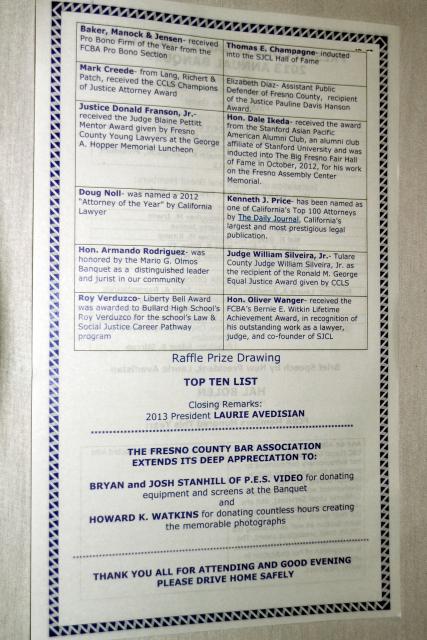 Baker, Manock & Jensen- received
Pro Bono Firm of the Year from the
FCBA Pro Bono Section
Thomas E. Champagne- inducted
into the SJCL Hall of Fame
Mark Creede- from Lang, Richert &
Patch, received the CCLS Champions
of Justice Attorney Award
Elizabeth Diaz- Assistant Public
Defender of Fresno County, recipient
of the Justice Pauline Davis Hanson
Award.
Justice Donald Franson, Jr.-
received the Judge Blaine Pettitt
Mentor Award given by Fresno
County Young Lawyers at the George
A. Hopper Memorial Luncheon
Hon. Dale Ikeda- received the award
from the Stanford Asian Pacific
American Alumni Club, an alumni club
affiliate of Stanford University and was
inducted into The Big Fresno Fair Hall
of Fame in October, 2012, for his work
on the Fresno Assembly Center
Memorial.
Doug Noll- was named a 2012
"Attorney of the Year" by California
Lawyer
Kenneth J. Price- has been named as
one of California's Top 100 Attorneys
by The Daily Journal, California's
largest and most prestigious legal
publication.
Hon. Armando Rodriguez- was
honored by the Mario G. Olmos
Banquet as a distinguished leader
and jurist in our community
Judge William Silveira, Jr.- Tulare
County Judge William Silveira, Jr. as
the recipient of the Ronald M. George
Equal Justice Award given by CCLS
Roy Verduzco- Liberty Bell Award
was awarded to Bullard High School's
Roy Verduzco for the school's Law &
Social Justice Career Pathway
program
Hon. Oliver Wanger- received the
FCBA's Bernie E. Witkin Lifetime
Achievement Award, in recognition of
his outstanding work as a lawyer,
judge, and co-founder of SJCL
Raffle Prize Drawing
TOP TEN LIST
Closing Remarks:
2013 President LAURIE AVEDISIAN
THE FRESNO COUNTY BAR ASSOCIATION
EXTENDS ITS DEEP APPRECIATION TO:
BRYAN and JOSH STANHILL OF P.E.S. VIDEO for donating
equipment and screens at the Banquet
and
HOWARD K. WATKINS for donating countless hours creating
the memorable photographs
THANK YOU ALL FOR ATTENDING AND GOOD EVENING
PLEASE DRIVE HOME SAFELY